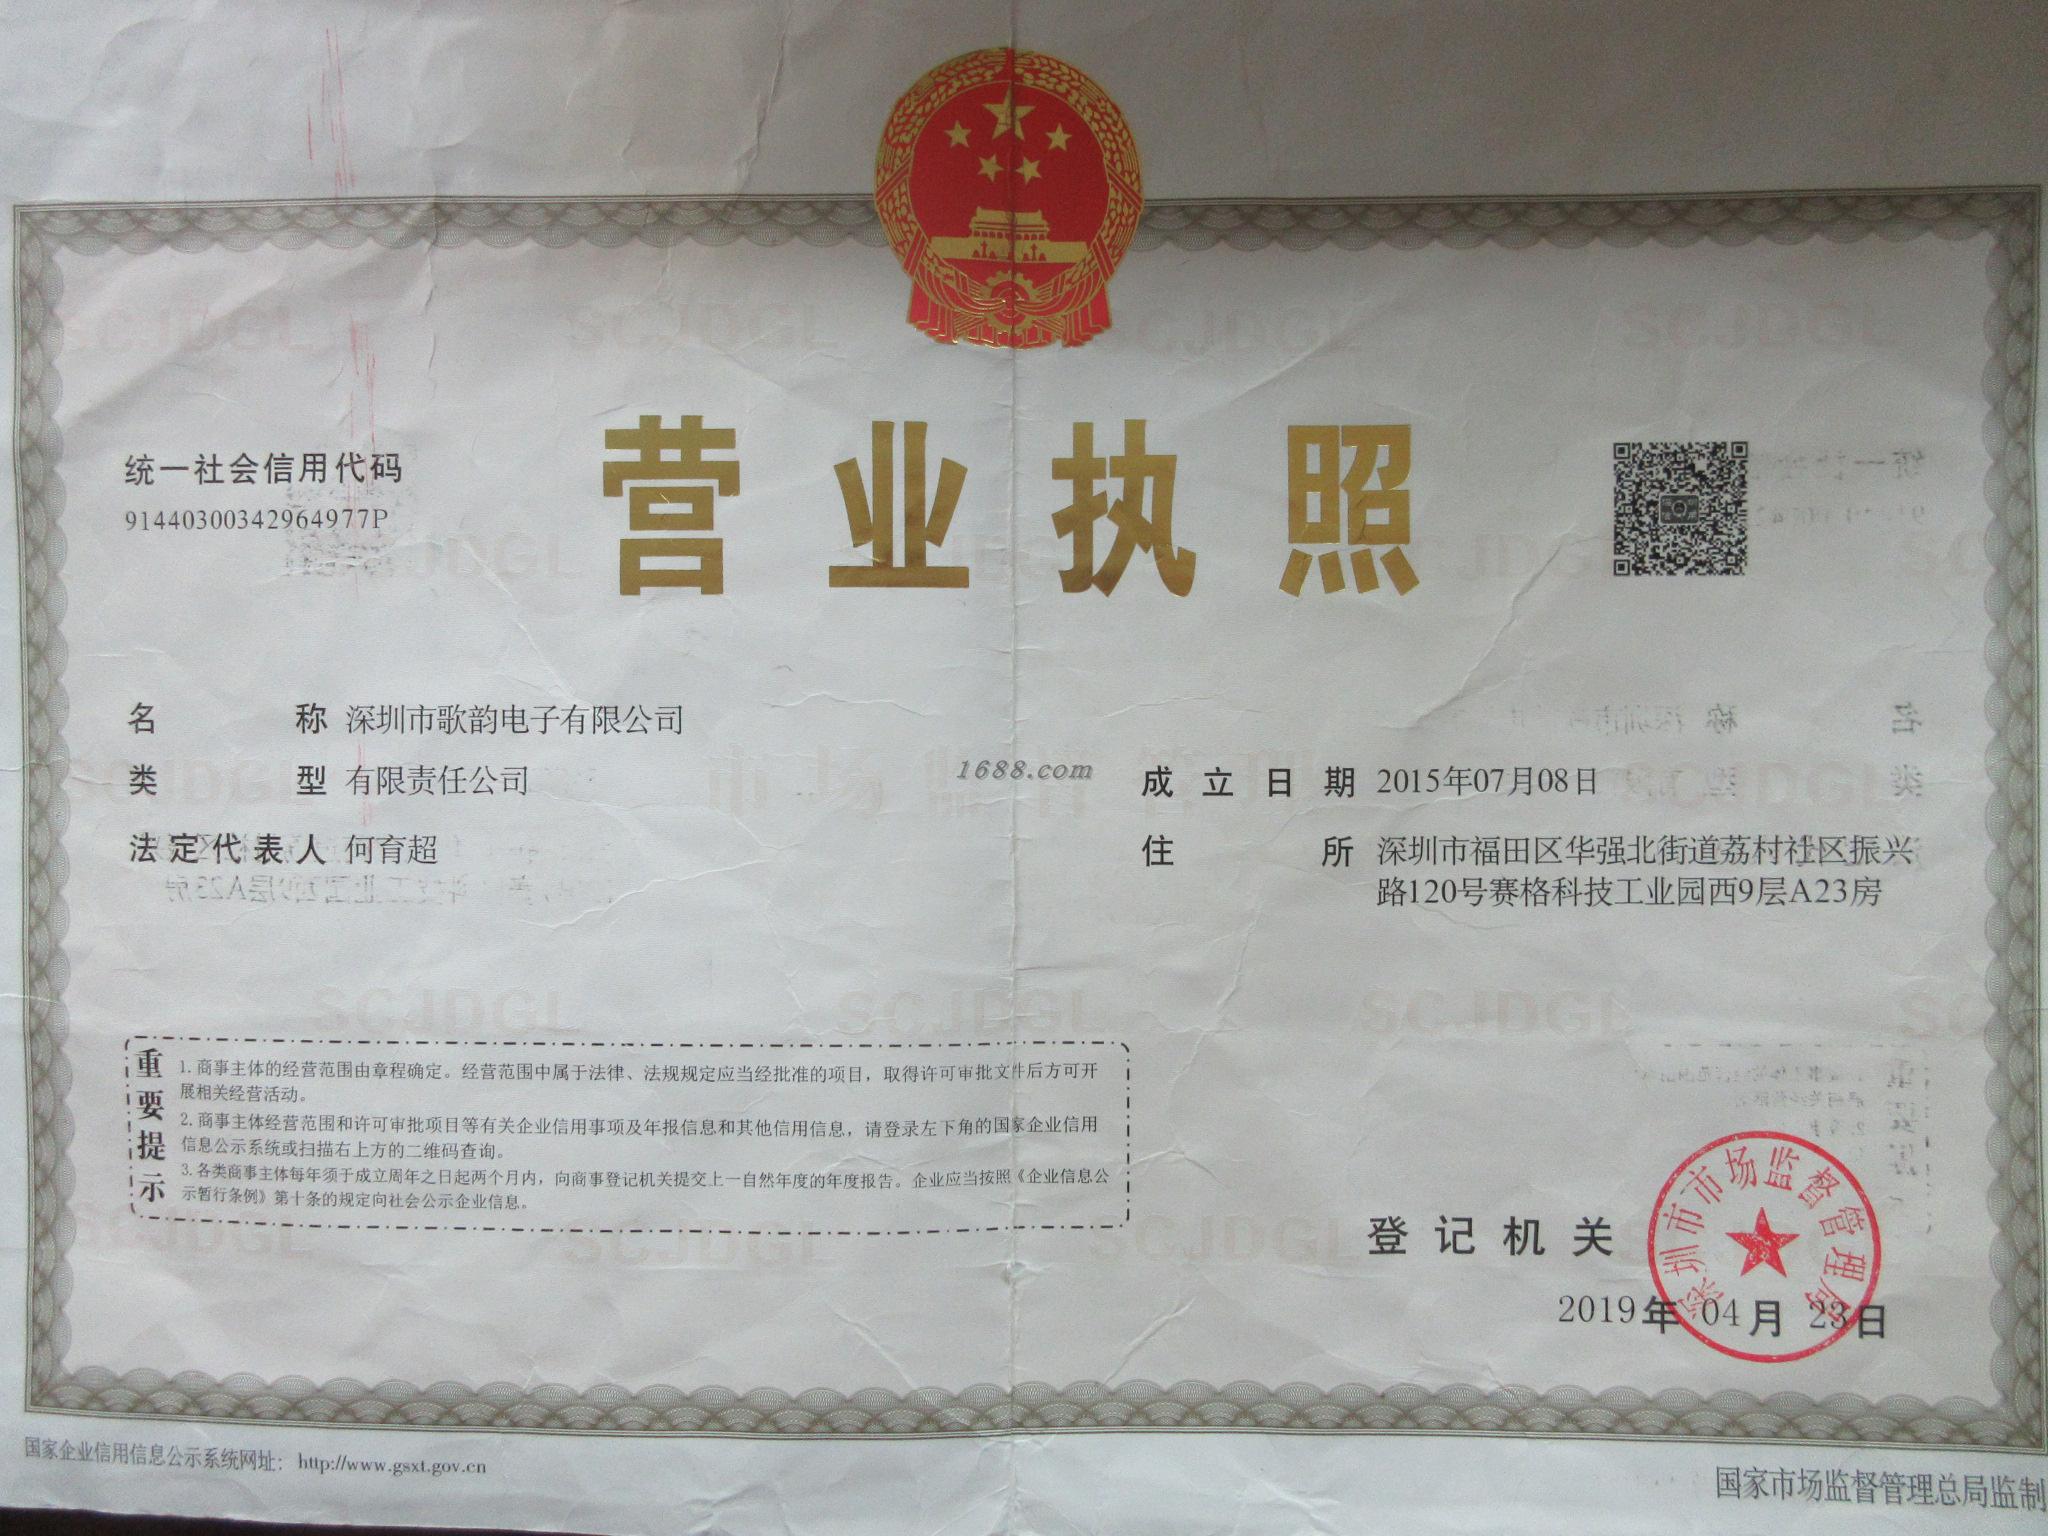 营业执照
统一社会信用代码
91440300342964977P
名称 深圳市歌韵电子有限公司
类型 有限责任公司
法定代表人 何育超
1688.com
成立日期 2015年07月08日
住所 深圳市福田区华强北街道荔村社区振兴
路120号赛格科技工业园西9层A23房
重要提示
1. 商事主体的经营范围由章程确定。经营范围中属于法律、法规规定应当经批准的项目，取得许可审批文件后方可开
展相关经营活动。
2. 商事主体经营范围和许可审批项目等有关企业信用事项及年报信息和其他信用信息，请登录左下角的国家企业信用
信息公示系统或扫描右上方的二维码查询。
3. 各类商事主体每年须于成立周年之日起两个月内，向商事登记机关提交上一自然年度的年度报告。企业应当按照《企业信息公
示暂行条例》第十条的规定向社会公示企业信息。
登记机关
深圳市市场监督管理局
2019年04月23日
国家企业信用信息公示系统网址：http://www.gsxt.gov.cn
国家市场监督管理总局监制